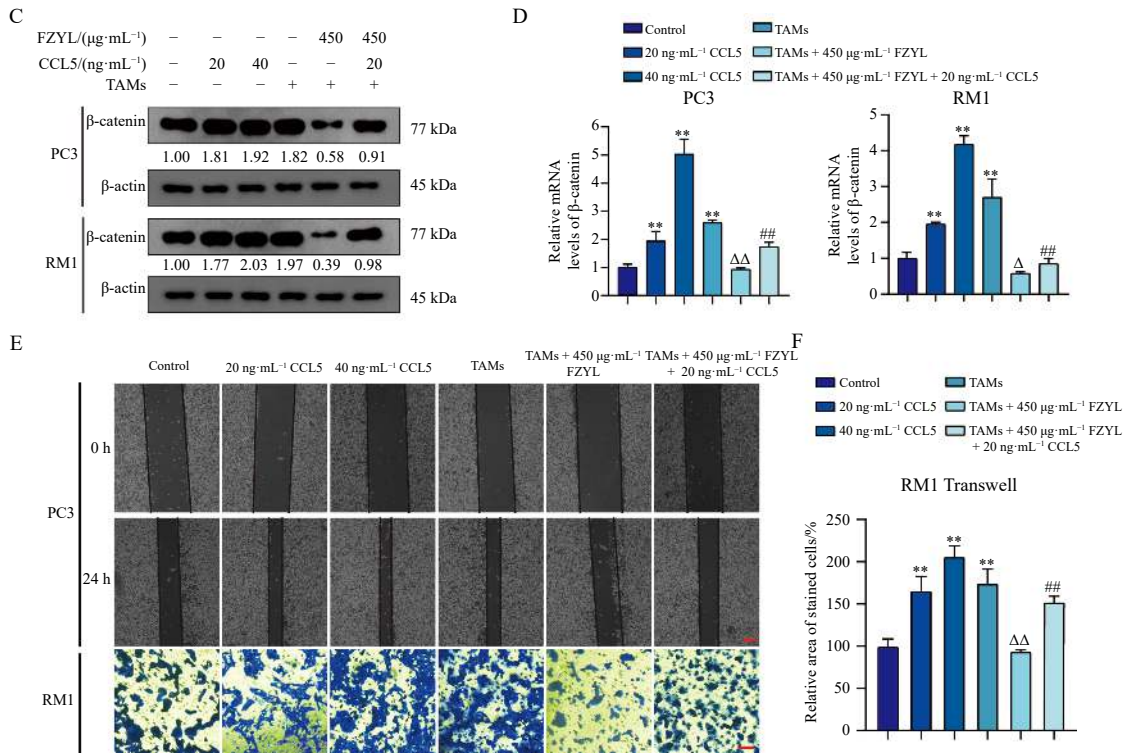 C
FZYL/(μg·mL⁻¹) – – – – 450 450
CCL5/(ng·mL⁻¹) – 20 40 – – 20
TAMs – – – + + +
PC3
β-catenin 77 kDa
1.00 1.81 1.92 1.82 0.58 0.91
β-actin 45 kDa
RM1
β-catenin 77 kDa
1.00 1.77 2.03 1.97 0.39 0.98
β-actin 45 kDa
D
Control TAMs
20 ng·mL⁻¹ CCL5 TAMs + 450 μg·mL⁻¹ FZYL
40 ng·mL⁻¹ CCL5 TAMs + 450 μg·mL⁻¹ FZYL + 20 ng·mL⁻¹ CCL5
PC3
Relative mRNA
levels of β-catenin
6
5
4
3
2
1
0
** ** ** ΔΔ ##
RM1
Relative mRNA
levels of β-catenin
5
4
3
2
1
0
** ** ** Δ ##
E
Control
20 ng·mL⁻¹ CCL5
40 ng·mL⁻¹ CCL5
TAMs
TAMs + 450 μg·mL⁻¹
FZYL
TAMs + 450 μg·mL⁻¹ FZYL
+ 20 ng·mL⁻¹ CCL5
PC3
0 h
24 h
RM1
F
Control TAMs
20 ng·mL⁻¹ CCL5 TAMs + 450 μg·mL⁻¹ FZYL
40 ng·mL⁻¹ CCL5 TAMs + 450 μg·mL⁻¹ FZYL
+ 20 ng·mL⁻¹ CCL5
RM1 Transwell
Relative area of stained cells/%
250
200
150
100
50
0
** ** ** ΔΔ ##